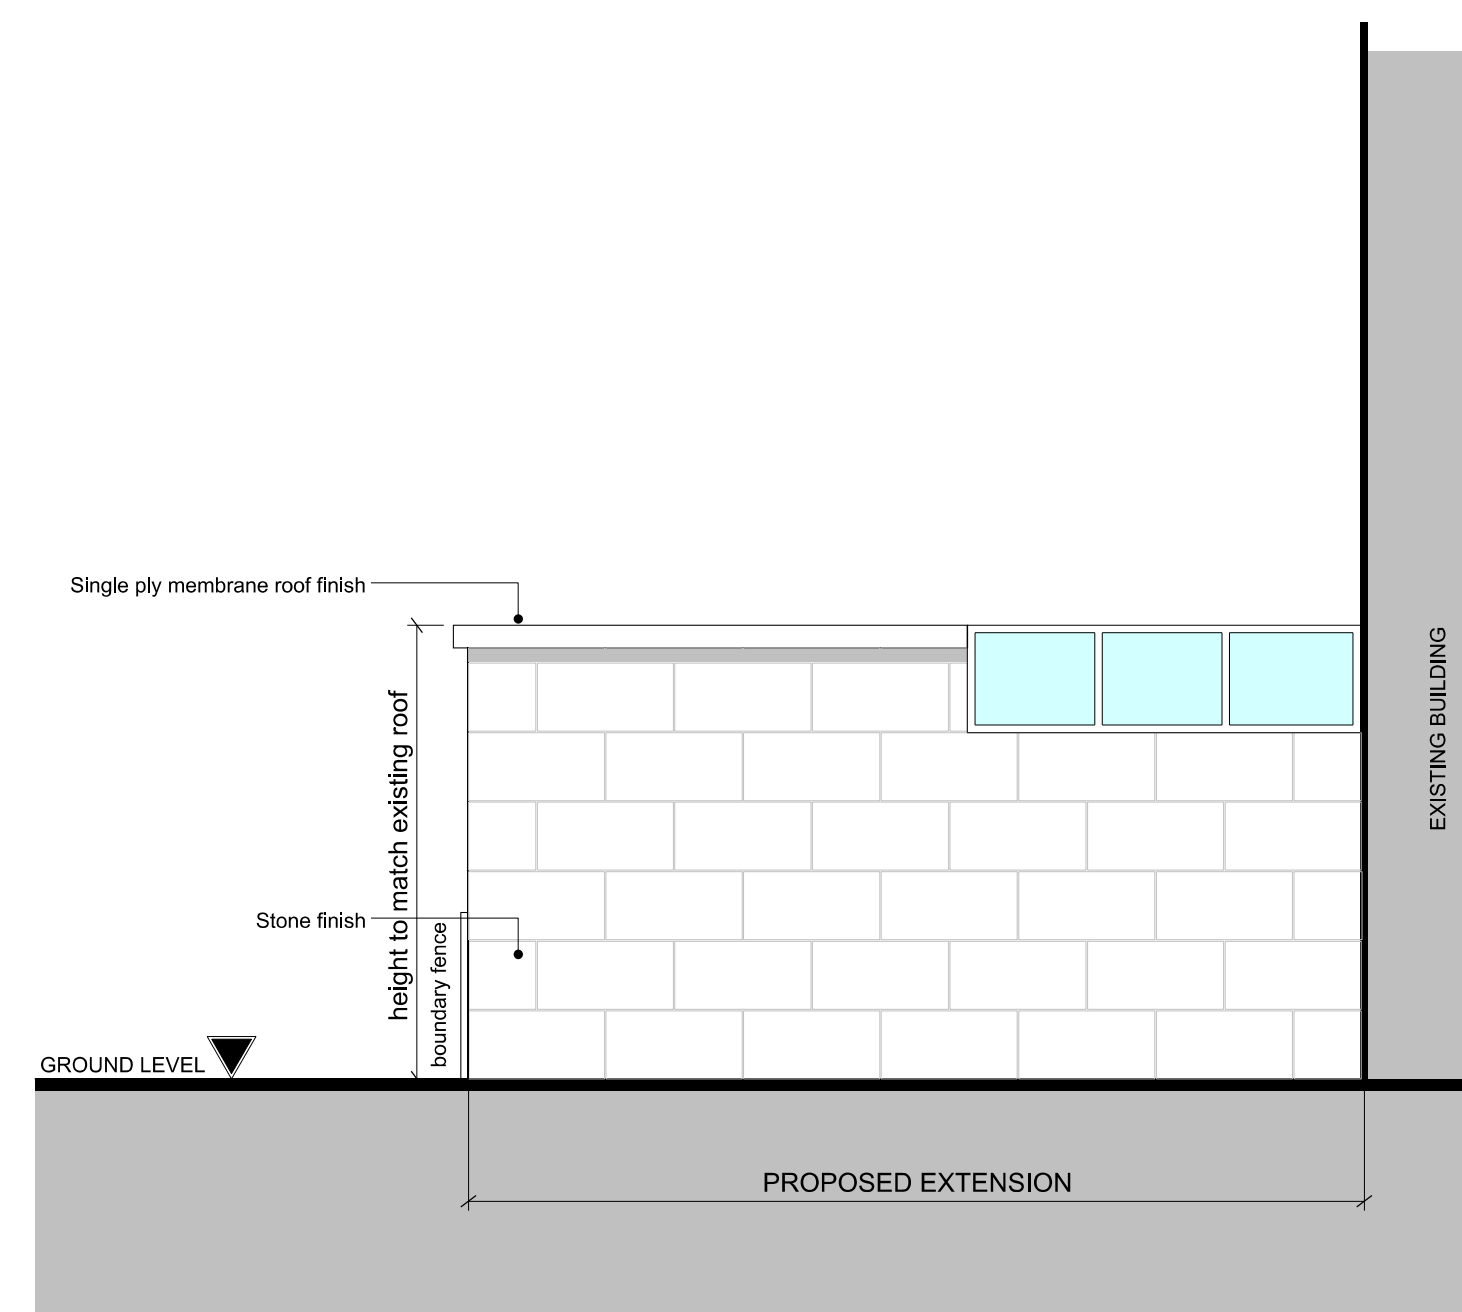 Single ply membrane roof finish
height to match existing roof
EXISTING BUILDING
Stone finish
boundary fence
GROUND LEVEL
PROPOSED EXTENSION